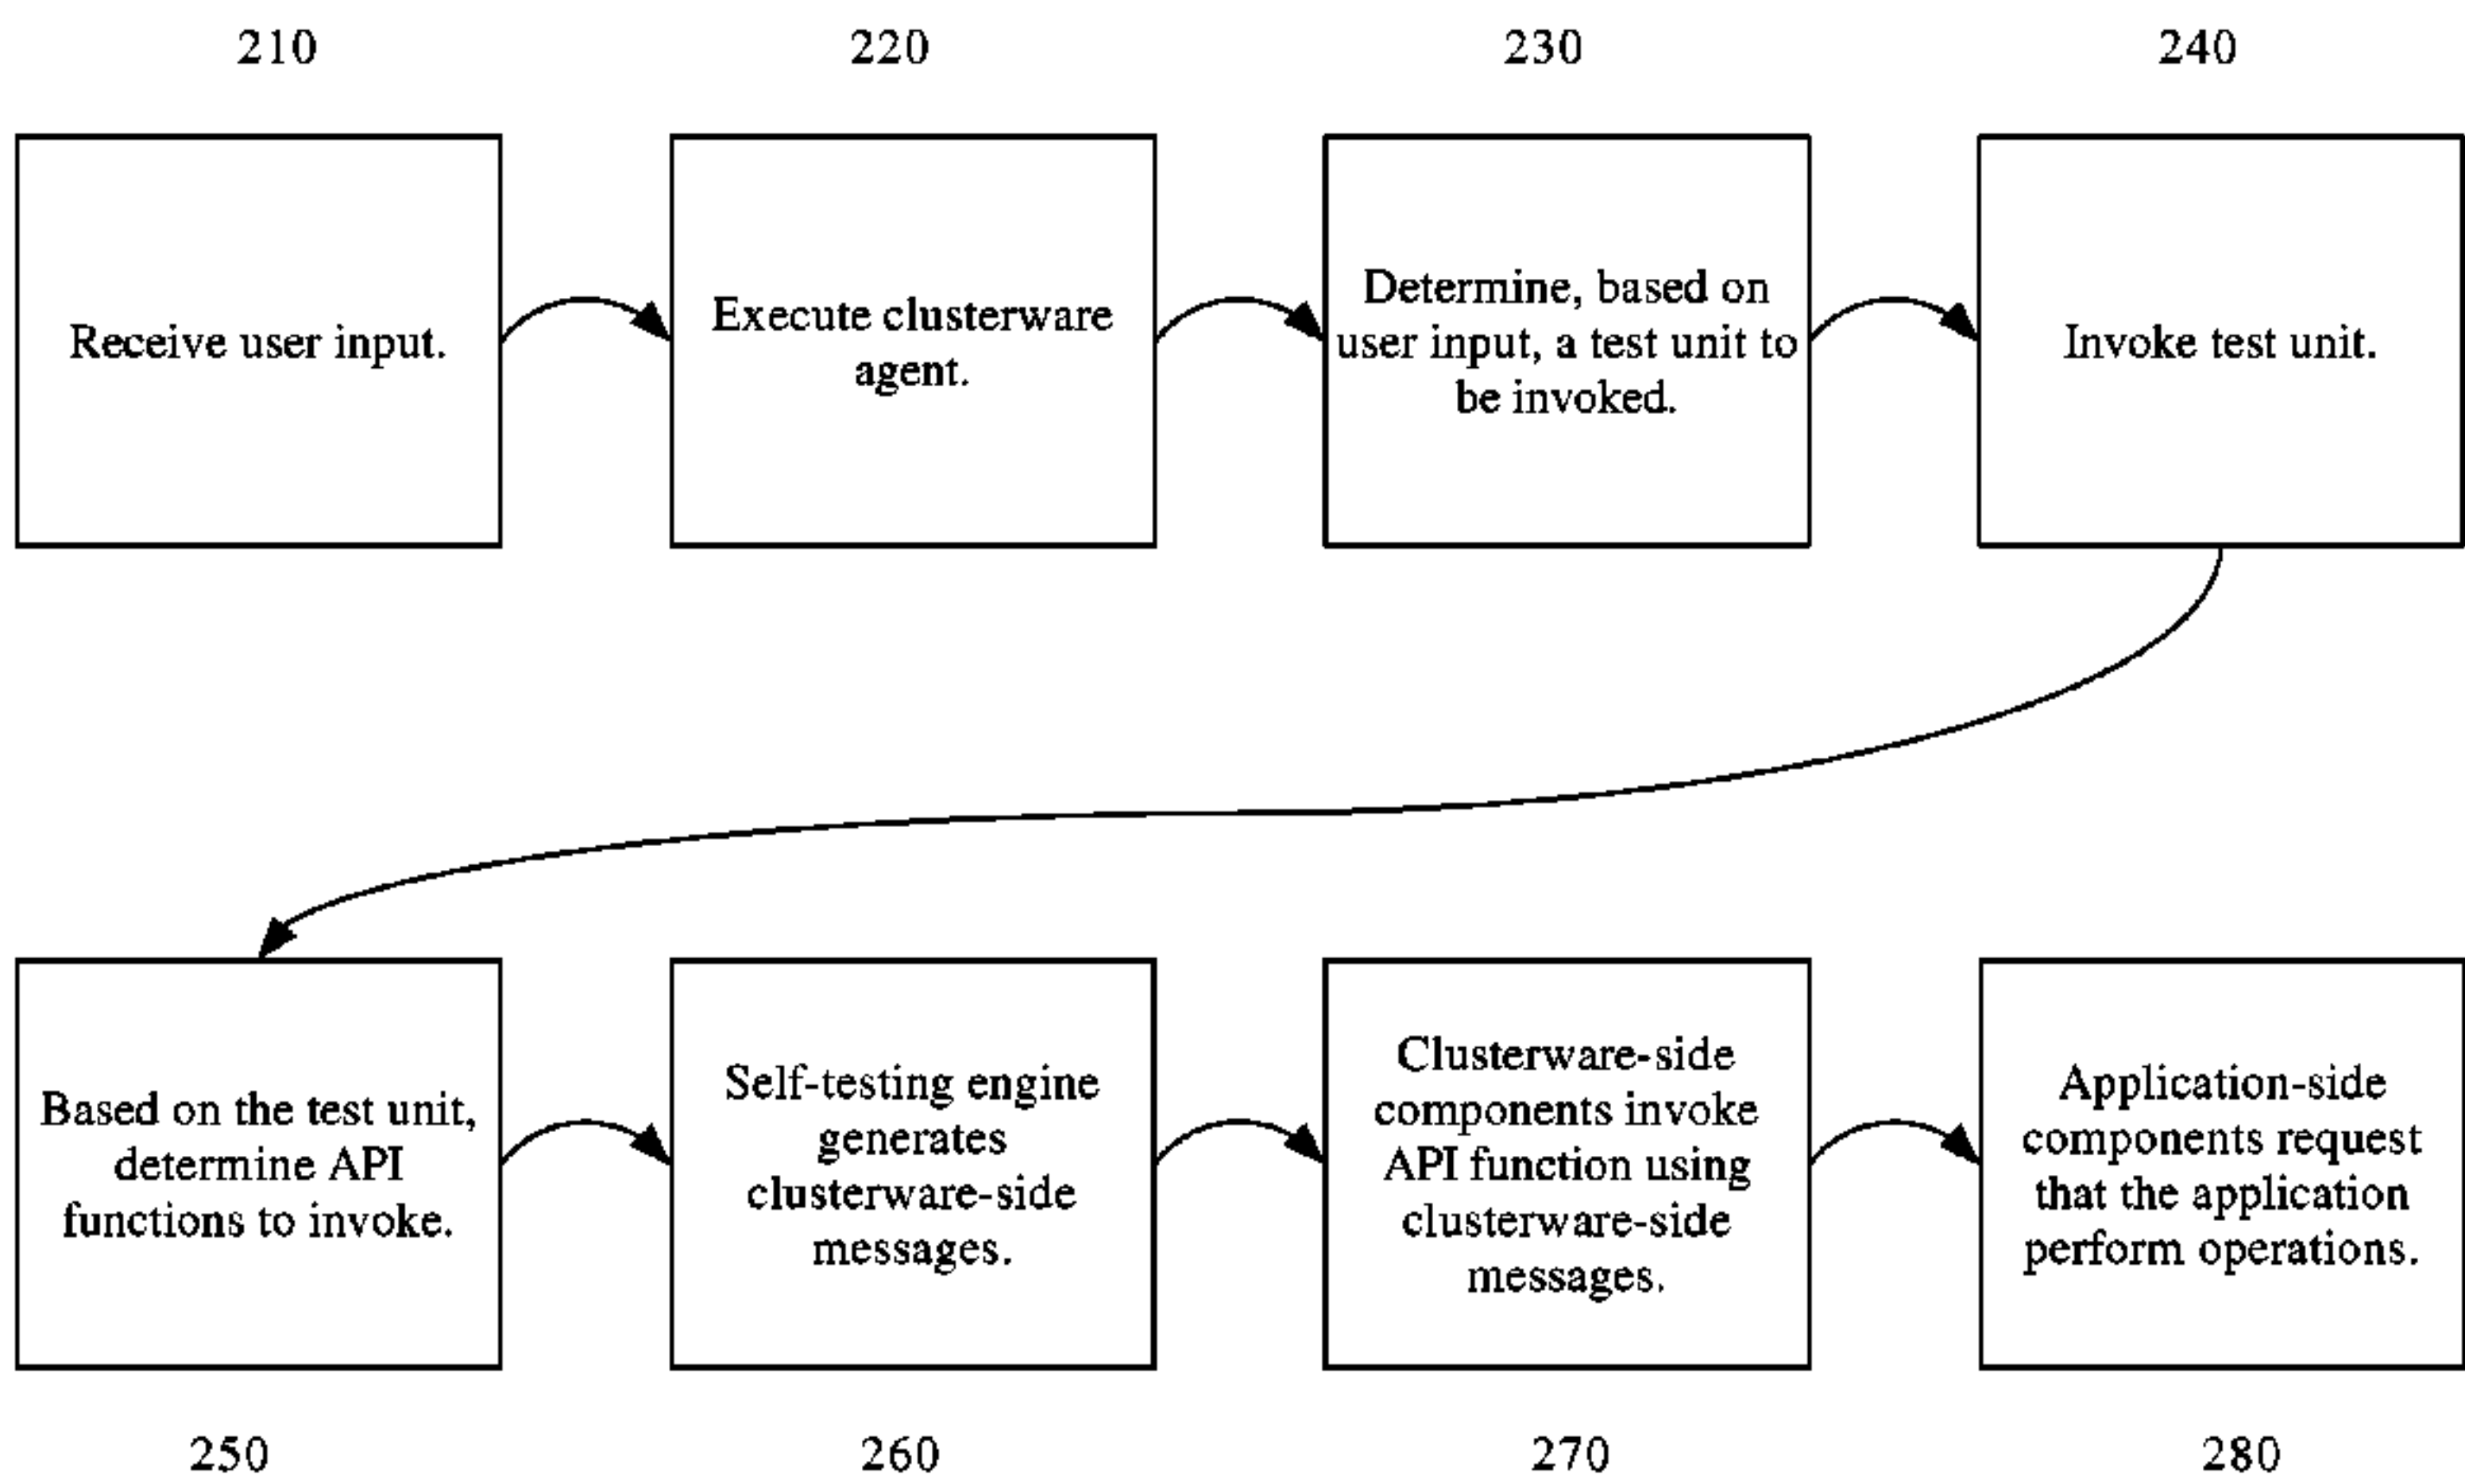 210
220
230
240
Receive user input.
Execute clusterware
agent.
Determine, based on
user input, a test unit to
be invoked.
Invoke test unit.
Based on the test unit,
determine API
functions to invoke.
Self-testing engine
generates
clusterware-side
messages.
Clusterware-side
components invoke
API function using
clusterware-side
messages.
Application-side
components request
that the application
perform operations.
250
260
270
280